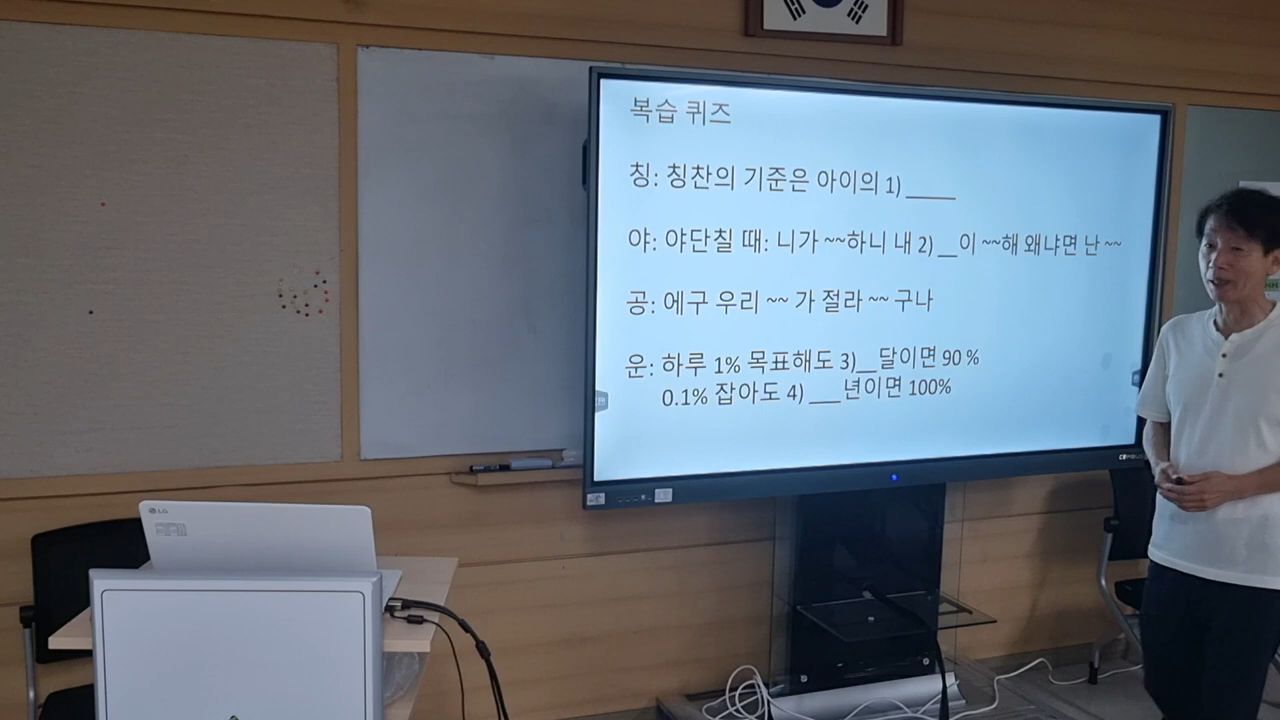 복습 퀴즈
칭: 칭찬의 기준은 아이의 1) _____
야: 야단칠 때: 니가 ~~하니 내 2) __이 ~~해 왜냐면 난 ~~
공: 에구 우리 ~~ 가 절라 ~~ 구나
운: 하루 1% 목표해도 3)__달이면 90 %
0.1% 잡아도 4) ___년이면 100%
LG